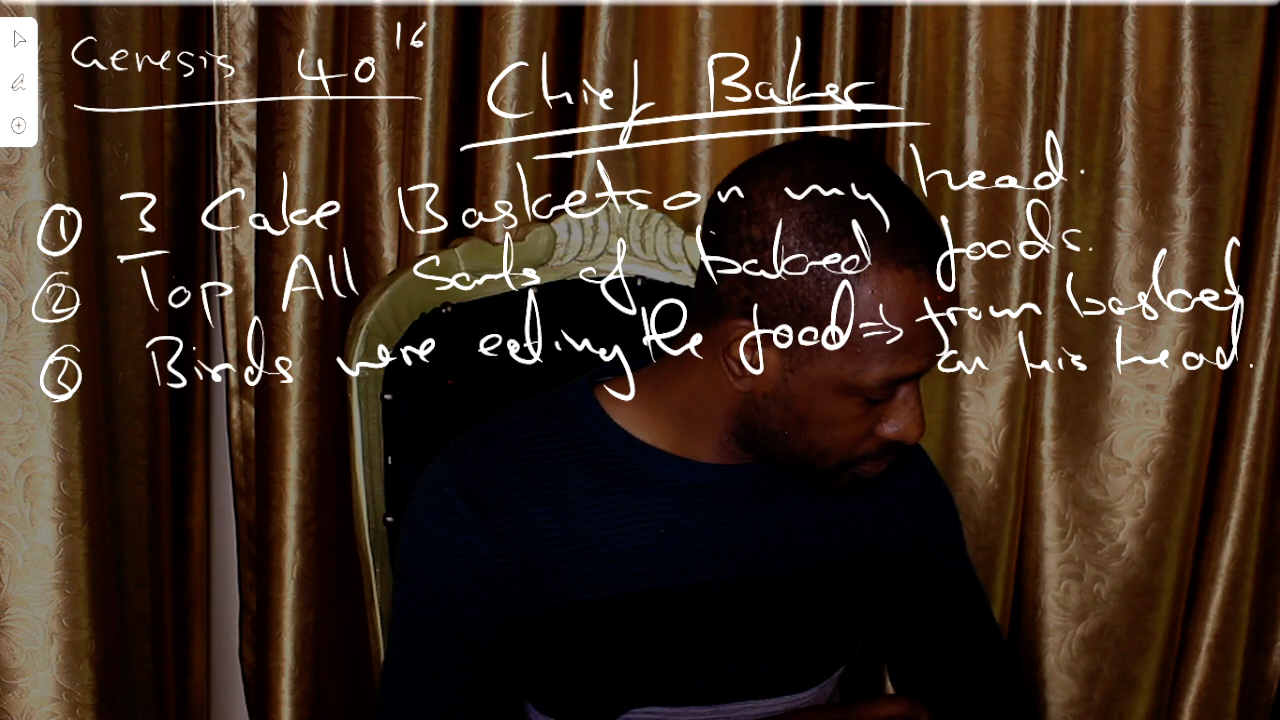 Genesis 40 16
Chief Baker
① 3 Cake Baskets on my head.
② Top All Sorts of baked foods.
③ Birds were eating the food ⇒ from basket
on his head.